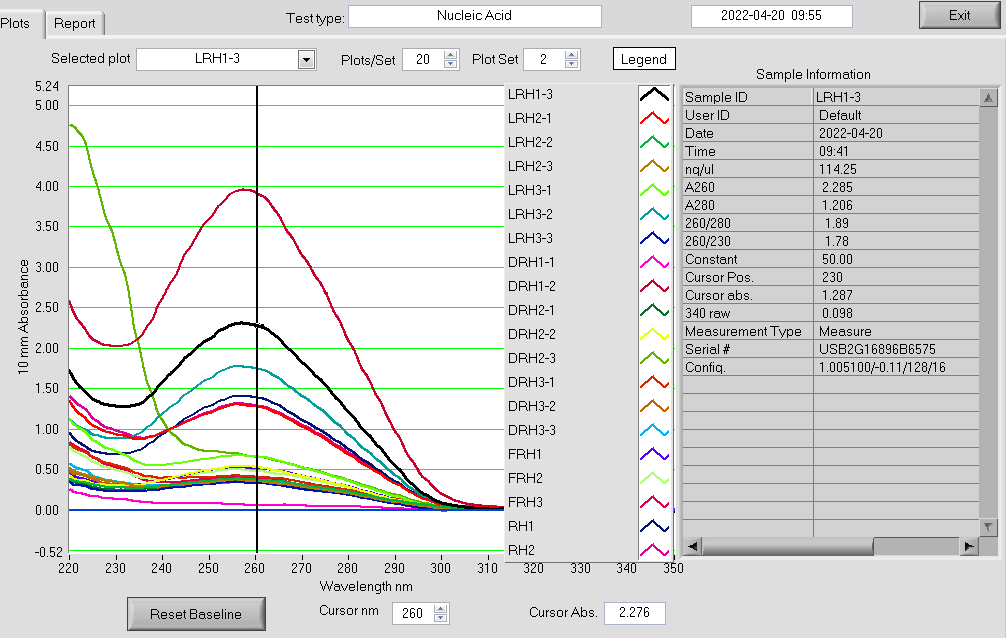 Plots Report Test type: Nucleic Acid 2022-04-20 09:55 Exit
Selected plot LRH1-3 Plots/Set 20 Plot Set 2 Legend
Sample Information
5.24
5.00
4.50
4.00
3.50
3.00
2.50
2.00
1.50
1.00
0.50
0.00
-0.52
10 mm Absorbance
220 230 240 250 260 270 280 290 300 310 320 330 340 350
Wavelength nm
LRH1-3
LRH2-1
LRH2-2
LRH2-3
LRH3-1
LRH3-2
LRH3-3
DRH1-1
DRH1-2
DRH2-1
DRH2-2
DRH2-3
DRH3-1
DRH3-2
DRH3-3
FRH1
FRH2
FRH3
RH1
RH2
Sample ID LRH1-3
User ID Default
Date 2022-04-20
Time 09:41
ng/ul 114.25
A260 2.285
A280 1.206
260/280 1.89
260/230 1.78
Constant 50.00
Cursor Pos. 230
Cursor abs. 1.287
340 raw 0.098
Measurement Type Measure
Serial # USB2G16896B6575
Config. 1.005100/-0.11/128/16
Reset Baseline Cursor nm 260 Cursor Abs. 2.276